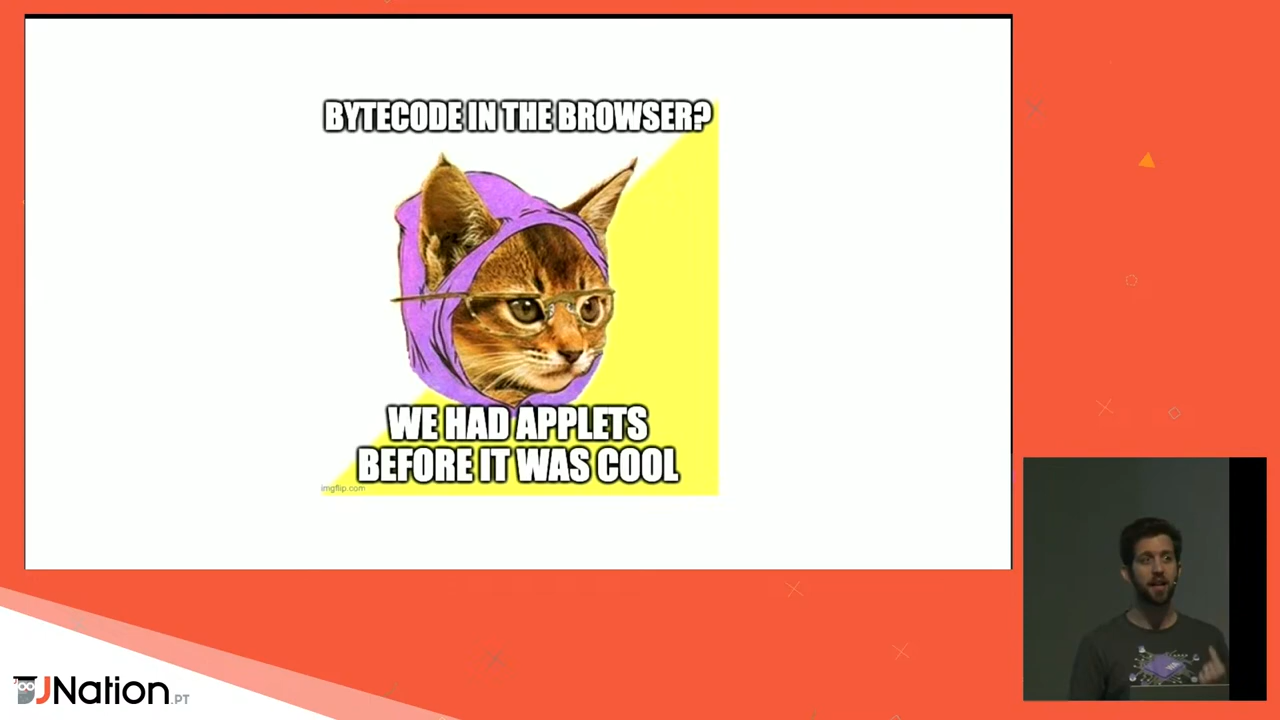 BYTECODE IN THE BROWSER?
WE HAD APPLETS
BEFORE IT WAS COOL
imgflip.com
JNation.PT